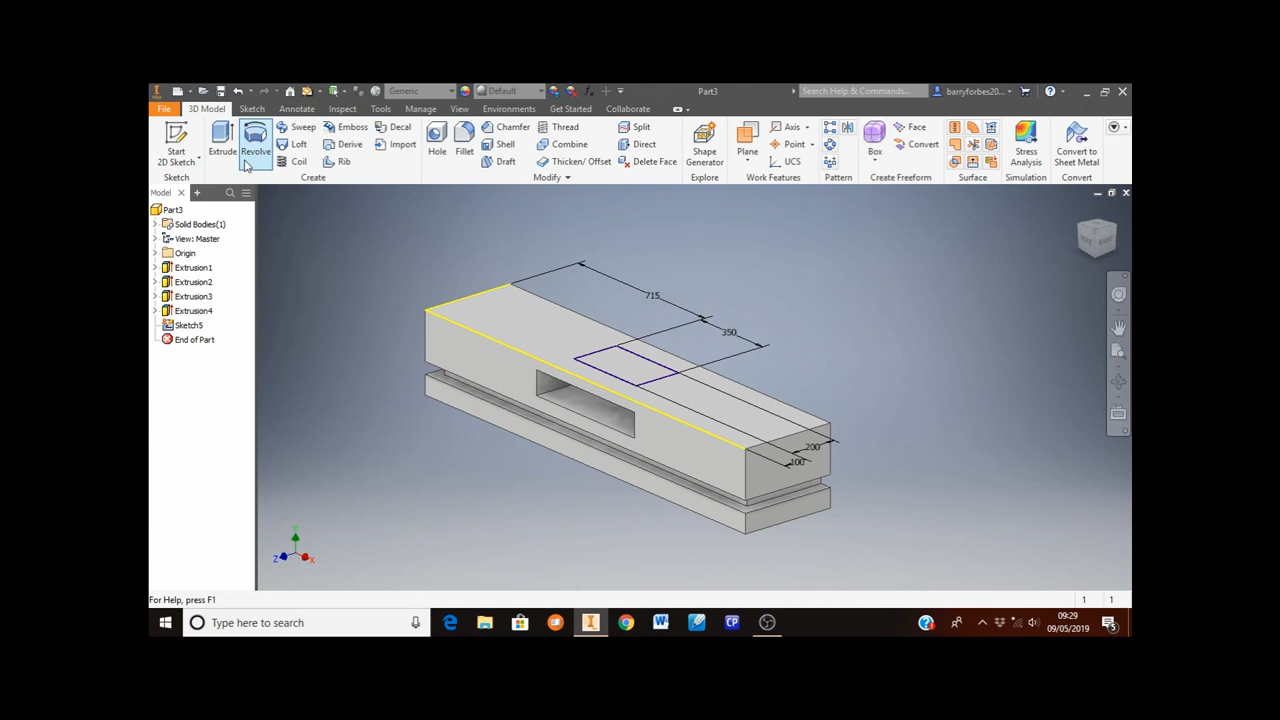 Generic Default Part3 Search Help & Commands... barryforbes20...
File 3D Model Sketch Annotate Inspect Tools Manage View Environments Get Started Collaborate
Start
2D Sketch
Extrude
Revolve
Sweep Emboss Decal
Loft Derive Import
Coil Rib
Hole
Fillet
Chamfer Thread Split
Shell Combine Direct
Draft Thicken/ Offset Delete Face
Shape
Generator
Plane
Axis
Point
UCS
Box
Face
Convert
Stress
Analysis
Convert to
Sheet Metal
Sketch Create Modify Explore Work Features Pattern Create Freeform Surface Simulation Convert
Model
Part3
Solid Bodies(1)
View: Master
Origin
Extrusion1
Extrusion2
Extrusion3
Extrusion4
Sketch5
End of Part
715
350
200
100
RIGHT
Y
Z
X
For Help, press F1
1 1
Type here to search
CP
09:29
09/05/2019
5